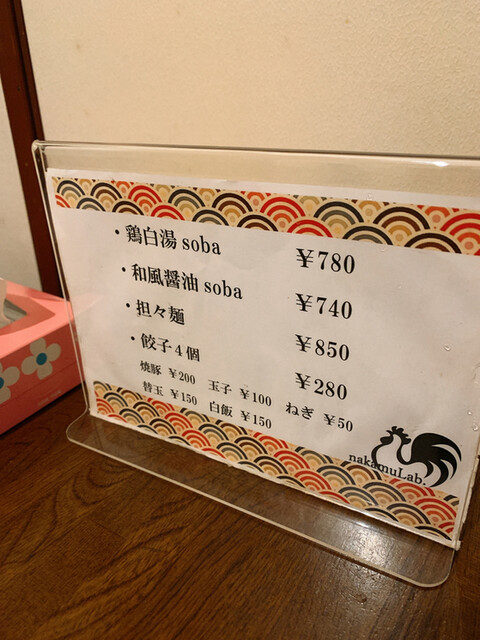 ・鶏白湯 soba ¥780
・和風醤油 soba ¥740
・担々麺 ¥850
・餃子4個 ¥280
焼豚 ¥200 玉子 ¥100 ねぎ ¥50
替玉 ¥150 白飯 ¥150
nakamuLab.